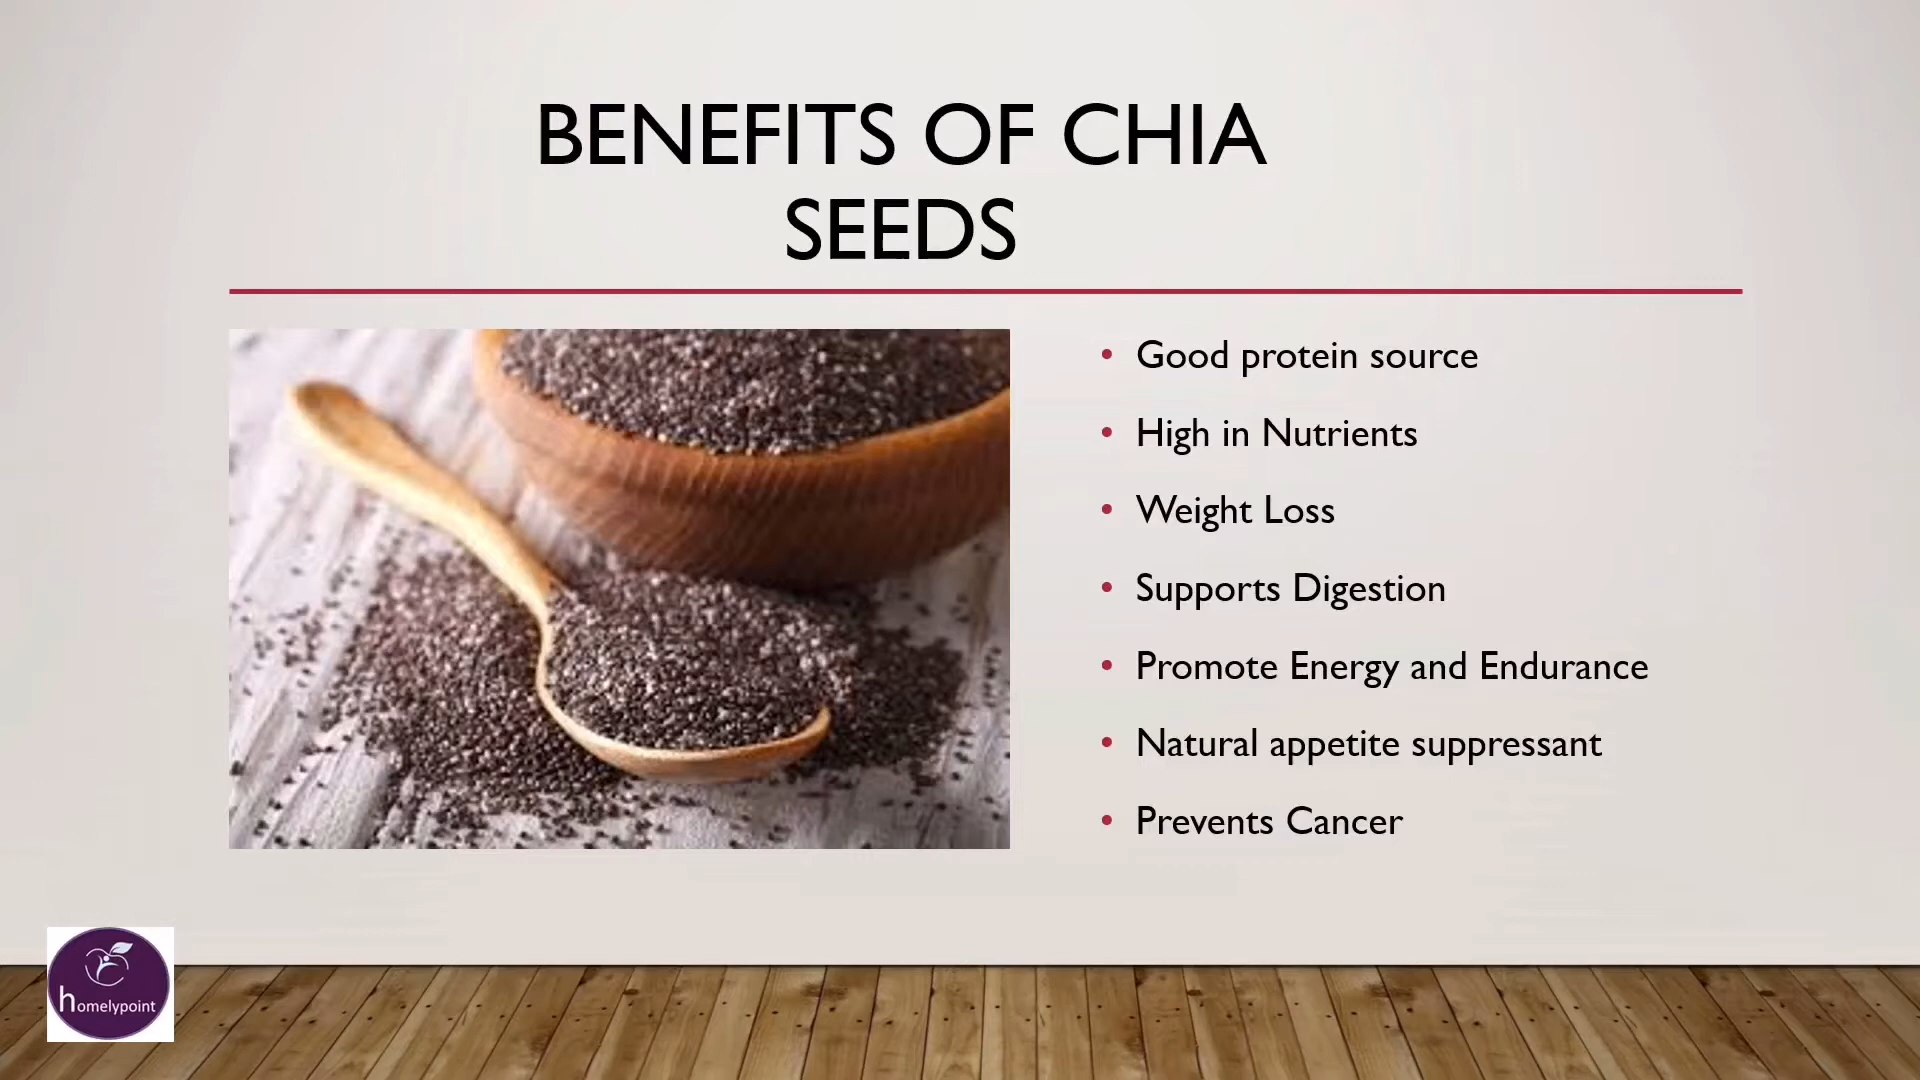 BENEFITS OF CHIA
SEEDS
• Good protein source
• High in Nutrients
• Weight Loss
• Supports Digestion
• Promote Energy and Endurance
• Natural appetite suppressant
• Prevents Cancer
homelypoint